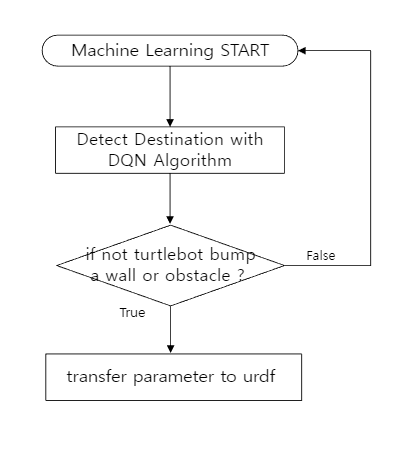 Machine Learning START
Detect Destination with
DQN Algorithm
if not turtlebot bump
a wall or obstacle ?
False
True
transfer parameter to urdf